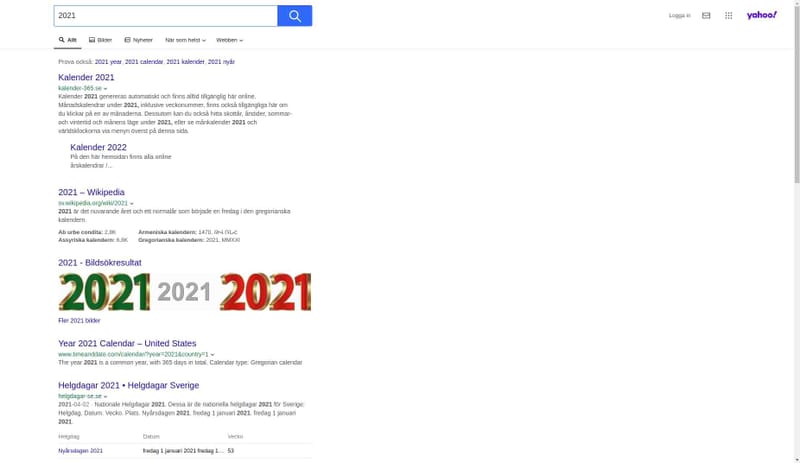 2021
Logga in
yahoo!
Allt
Bilder
Nyheter
När som helst
Webben
Prova också: 2021 year, 2021 calendar, 2021 kalender, 2021 nyår
Kalender 2021
kalender-365.se
Kalender 2021 genereras automatiskt och finns alltid tillgänglig här online.
Månadskalendrar under 2021, inklusive veckonummer, finns också tillgängliga här om
du klickar på en av månaderna. Dessutom kan du också hitta skottår, årstider, sommar-
och vintertid och månens läge under 2021, eller se månkalender 2021 och
världsklockorna via menyn överst på denna sida.
Kalender 2022
På den här hemsidan finns alla online
årskalendrar /...
2021 – Wikipedia
sv.wikipedia.org/wiki/2021
2021 är det nuvarande året och ett normalår som började en fredag i den gregorianska
kalendern.
Ab urbe condita: 2,8K
Armeniska kalendern: 1470,
Assyriska kalendern: 6,8K
Gregorianska kalendern: 2021, MMXXI
2021 - Bildsökresultat
2021
2021
2021
Fler 2021 bilder
Year 2021 Calendar – United States
www.timeanddate.com/calendar/?year=2021&country=1
The year 2021 is a common year, with 365 days in total. Calendar type: Gregorian calendar
Helgdagar 2021 • Helgdagar Sverige
helgdagar-se.se
2021-04-02 · Nationale Helgdagar 2021. Dessa är de nationella helgdagar 2021 för Sverige:
Helgdag. Datum. Vecko. Plats. Nyårsdagen 2021. fredag 1 januari 2021. fredag 1 januari
2021.
Helgdag
Datum
Vecko
Nyårsdagen 2021
fredag 1 januari 2021 fredag 1...
53